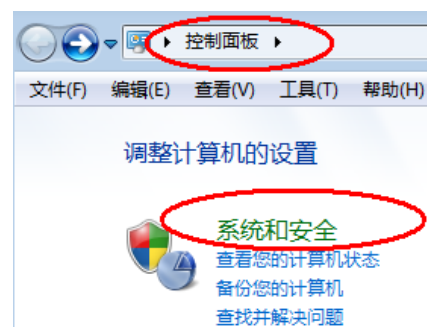 控制面板
文件(F) 编辑(E) 查看(V) 工具(T) 帮助(H)
调整计算机的设置
系统和安全
查看您的计算机状态
备份您的计算机
查找并解决问题